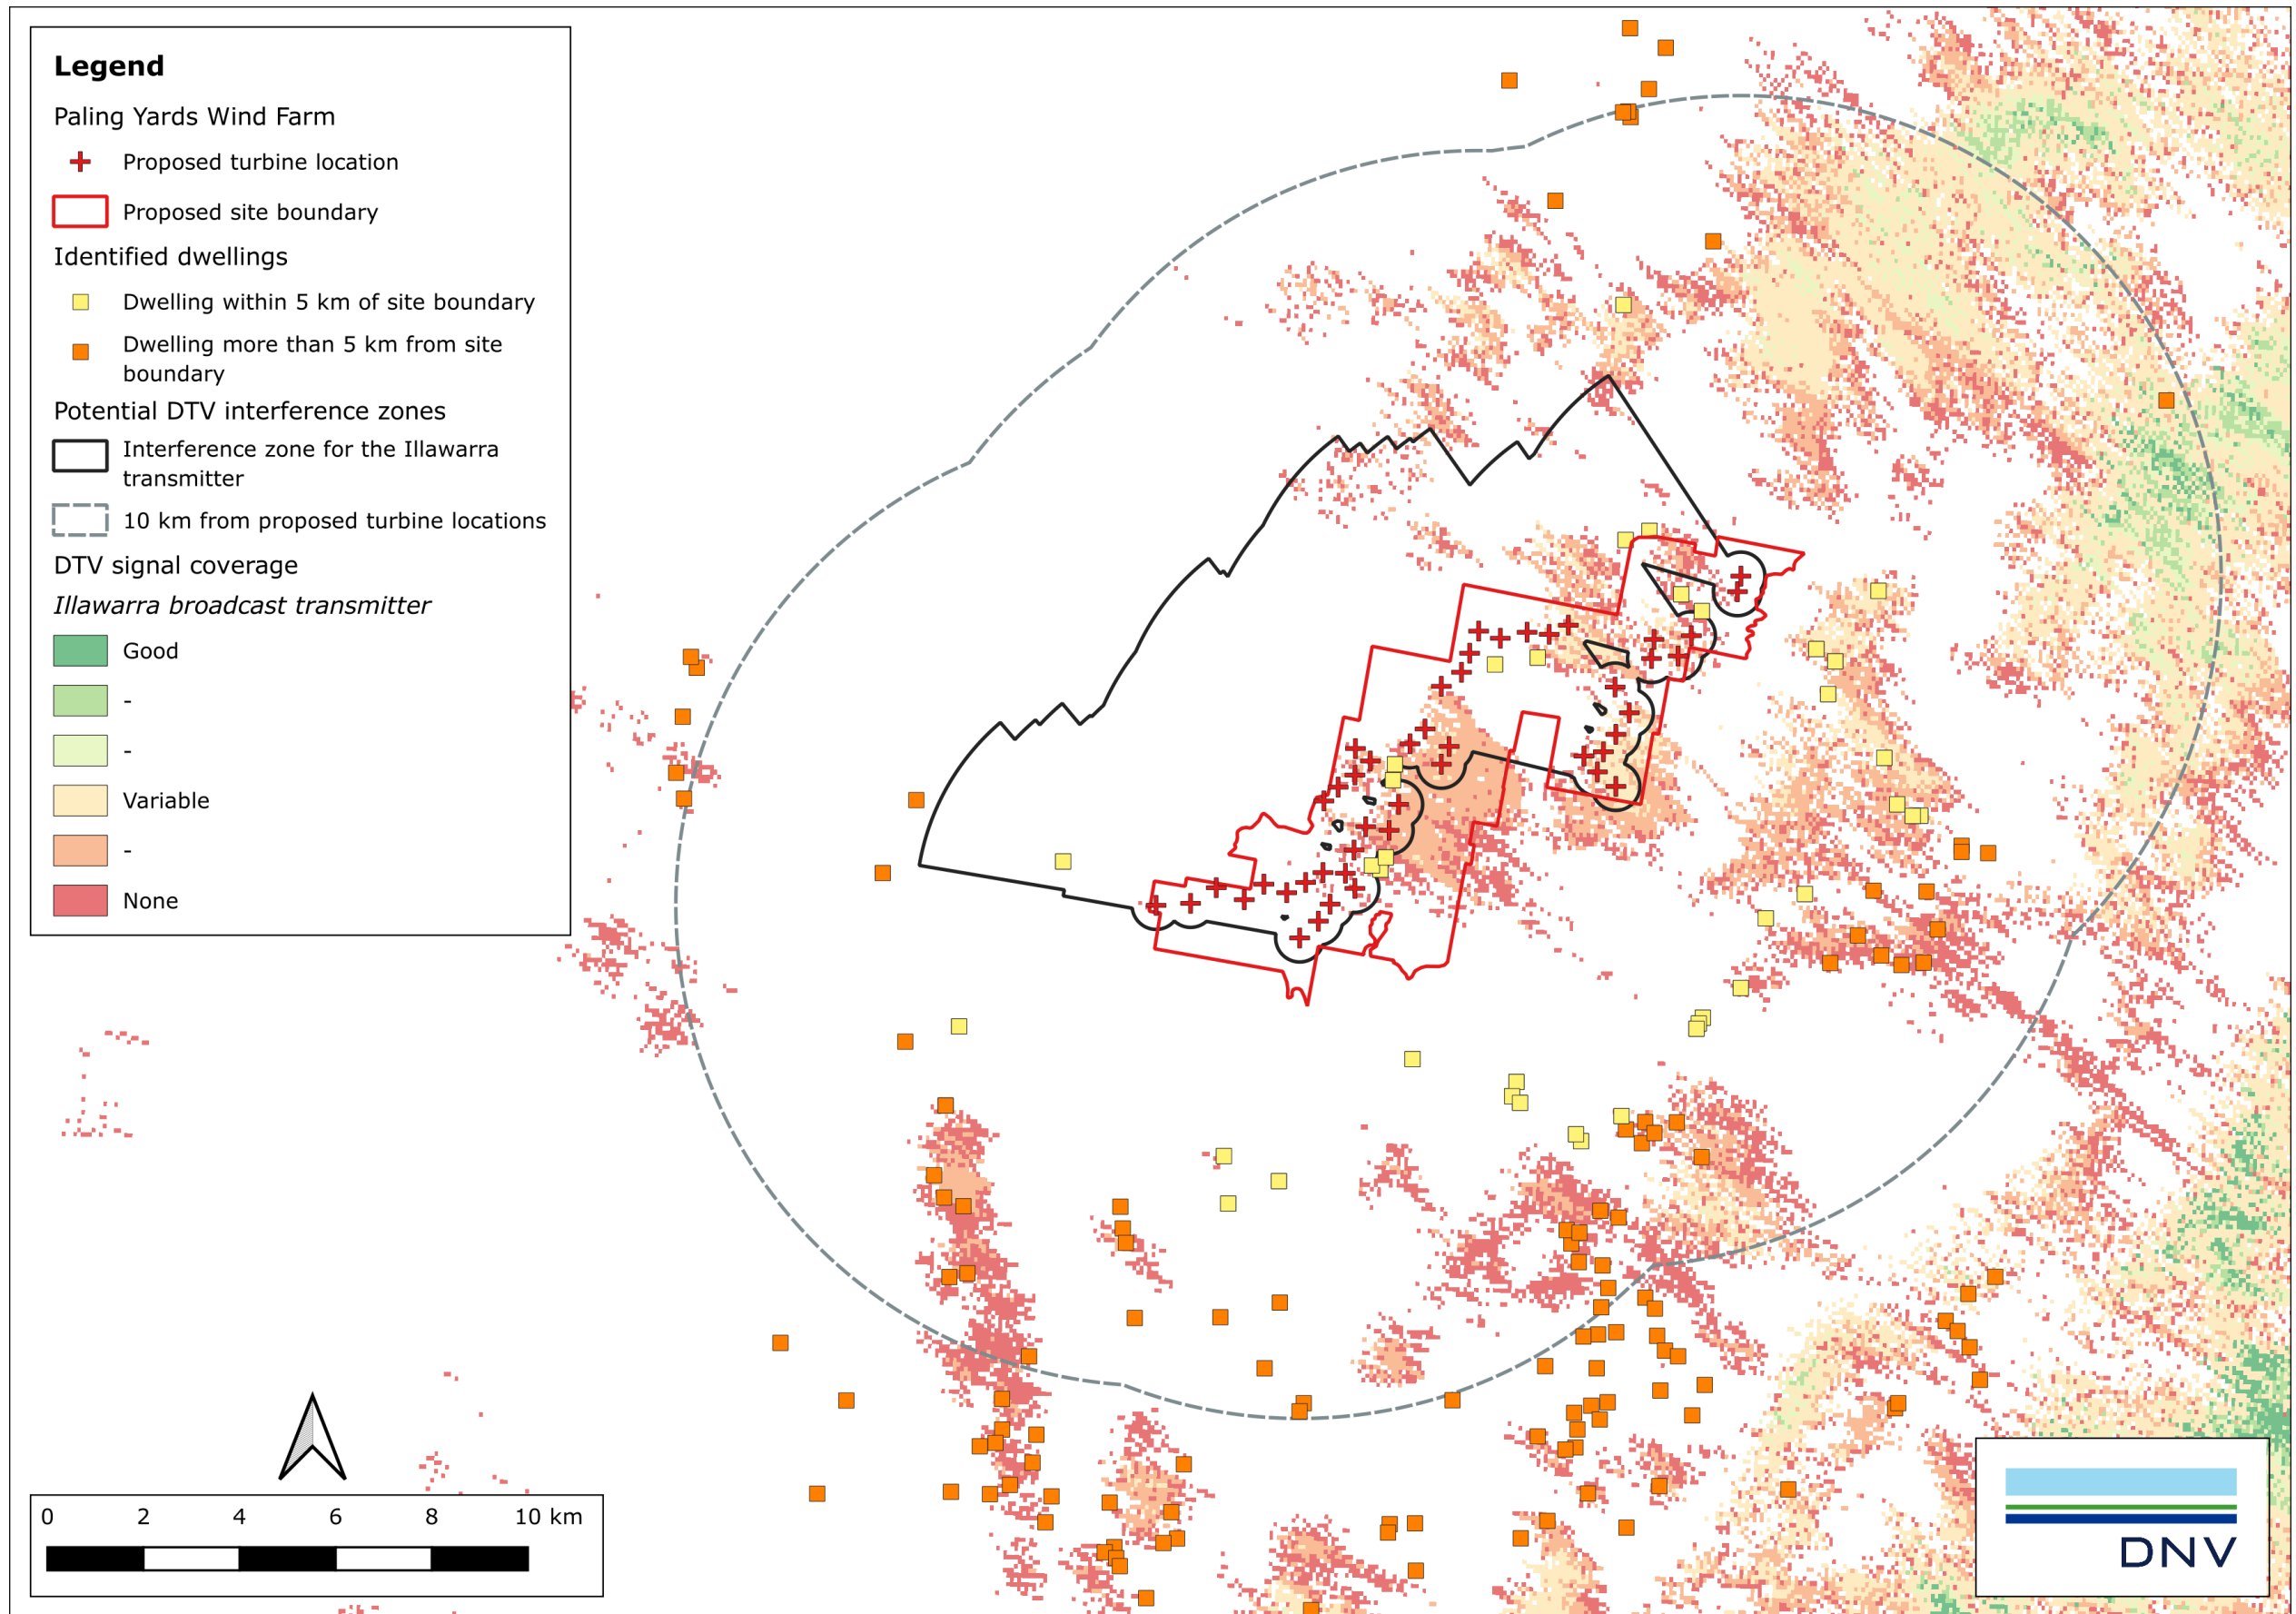 Legend
Paling Yards Wind Farm
Proposed turbine location
Proposed site boundary
Identified dwellings
Dwelling within 5 km of site boundary
Dwelling more than 5 km from site
boundary
Potential DTV interference zones
Interference zone for the Illawarra
transmitter
10 km from proposed turbine locations
DTV signal coverage
Illawarra broadcast transmitter
Good
-
-
Variable
-
None
0 2 4 6 8 10 km
DNV